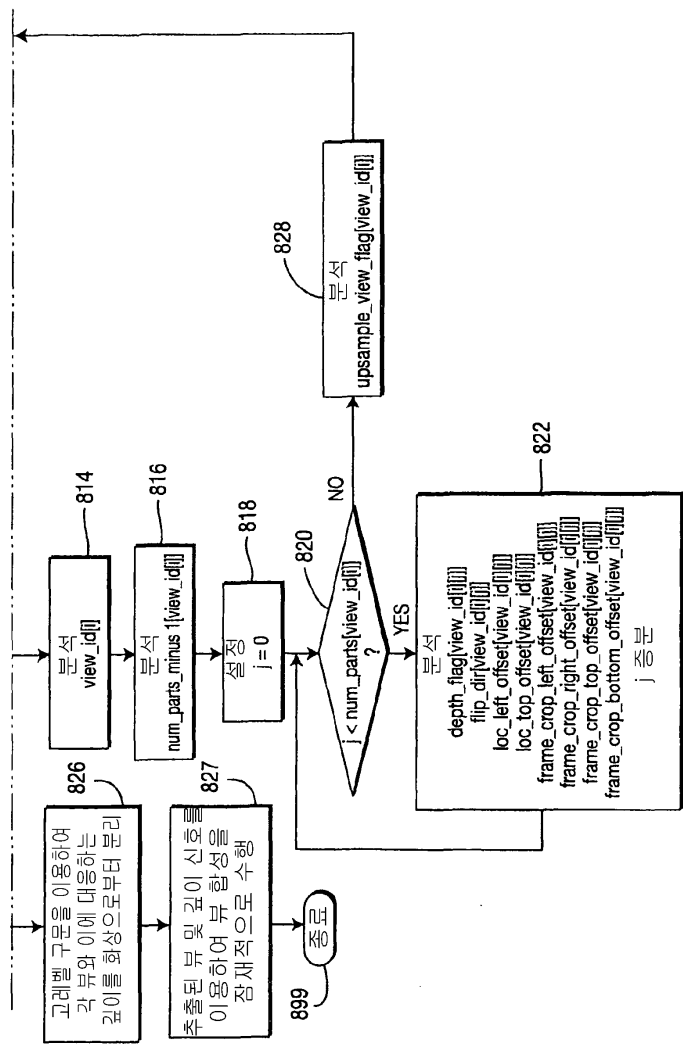 826
고레벨 구문을 이용하여
각 뷰와 이에 대응하는
깊이를 화상으로부터 분리
827
추출된 뷰 및 깊이 신호를
이용하여 뷰 합성을
잠재적으로 수행
종료
899
814
분석
view_id[i]
816
분석
num_parts_minus 1[view_id[i]]
818
설정
j = 0
820
j < num_parts[view_id[i]]
?
NO
YES
828
분석
upsample_view_flag[view_id[i]]
822
분석
depth_flag[view_id[i][j]]
flip_dir[view_id[i][j]]
loc_left_offset[view_id[i][j]]
loc_top_offset[view_id[i][j]]
frame_crop_left_offset[view_id[i][j]]
frame_crop_right_offset[view_id[i][j]]
frame_crop_top_offset[view_id[i][j]]
frame_crop_bottom_offset[view_id[i][j]]
j 증분